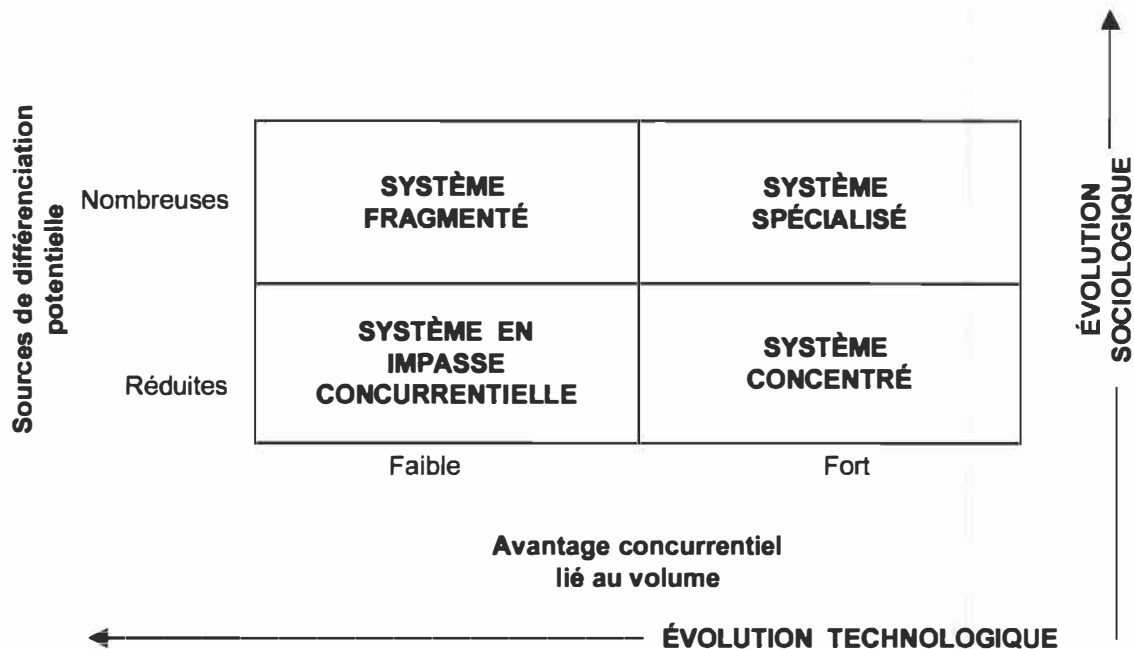 Sources de différenciation
potentielle
Nombreuses
SYSTÈME
FRAGMENTÉ
SYSTÈME
SPÉCIALISÉ
Réduites
SYSTÈME EN
IMPASSE
CONCURRENTIELLE
SYSTÈME
CONCENTRÉ
Faible
Fort
Avantage concurrentiel
lié au volume
ÉVOLUTION
SOCIOLOGIQUE
ÉVOLUTION TECHNOLOGIQUE